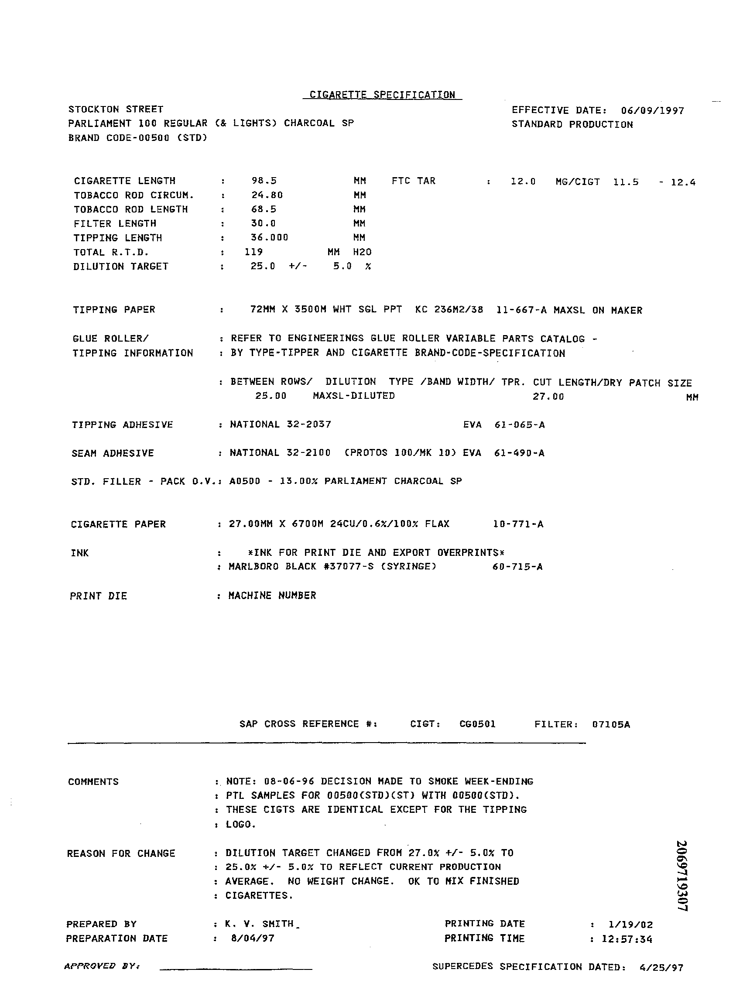 CIGARETTE SPECIFICATION
STOCKTON STREET EFFECTIVE DATE: 06/09/1997
PARLIAMENT 100 REGULAR (& LIGHTS) CHARCOAL SP STANDARD PRODUCTION
BRAND CODE-00500 (STD)
CIGARETTE LENGTH : 98.5 MM FTC TAR : 12.0 MG/CIGT 11.5 - 12.4
TOBACCO ROD CIRCUM. : 24.80 MM
TOBACCO ROD LENGTH : 68.5 MM
FILTER LENGTH : 30.0 MM
TIPPING LENGTH : 36.000 MM
TOTAL R.T.D. : 119 MM H2O
DILUTION TARGET : 25.0 +/- 5.0 %
TIPPING PAPER : 72MM X 3500M WHT SGL PPT KC 236M2/38 11-667-A MAXSL ON MAKER
GLUE ROLLER/ : REFER TO ENGINEERINGS GLUE ROLLER VARIABLE PARTS CATALOG -
TIPPING INFORMATION : BY TYPE-TIPPER AND CIGARETTE BRAND-CODE-SPECIFICATION
: BETWEEN ROWS/ DILUTION TYPE /BAND WIDTH/ TPR. CUT LENGTH/DRY PATCH SIZE
25.00 MAXSL-DILUTED 27.00 MM
TIPPING ADHESIVE : NATIONAL 32-2037 EVA 61-065-A
SEAM ADHESIVE : NATIONAL 32-2100 (PROTOS 100/MK 10) EVA 61-490-A
STD. FILLER - PACK O.V.: A0500 - 13.00% PARLIAMENT CHARCOAL SP
CIGARETTE PAPER : 27.00MM X 6700M 24CU/0.6%/100% FLAX 10-771-A
INK : *INK FOR PRINT DIE AND EXPORT OVERPRINTS*
: MARLBORO BLACK #37077-S (SYRINGE) 60-715-A
PRINT DIE : MACHINE NUMBER
SAP CROSS REFERENCE #: CIGT: CG0501 FILTER: 07105A
COMMENTS : NOTE: 08-06-96 DECISION MADE TO SMOKE WEEK-ENDING
: PTL SAMPLES FOR 00500(STD)(ST) WITH 00500(STD).
: THESE CIGTS ARE IDENTICAL EXCEPT FOR THE TIPPING
: LOGO.
REASON FOR CHANGE : DILUTION TARGET CHANGED FROM 27.0% +/- 5.0% TO
: 25.0% +/- 5.0% TO REFLECT CURRENT PRODUCTION
: AVERAGE. NO WEIGHT CHANGE. OK TO MIX FINISHED
: CIGARETTES.
2069719307
PREPARED BY : K. V. SMITH PRINTING DATE : 1/19/02
PREPARATION DATE : 8/04/97 PRINTING TIME : 12:57:34
APPROVED BY: SUPERCEDES SPECIFICATION DATED: 4/25/97